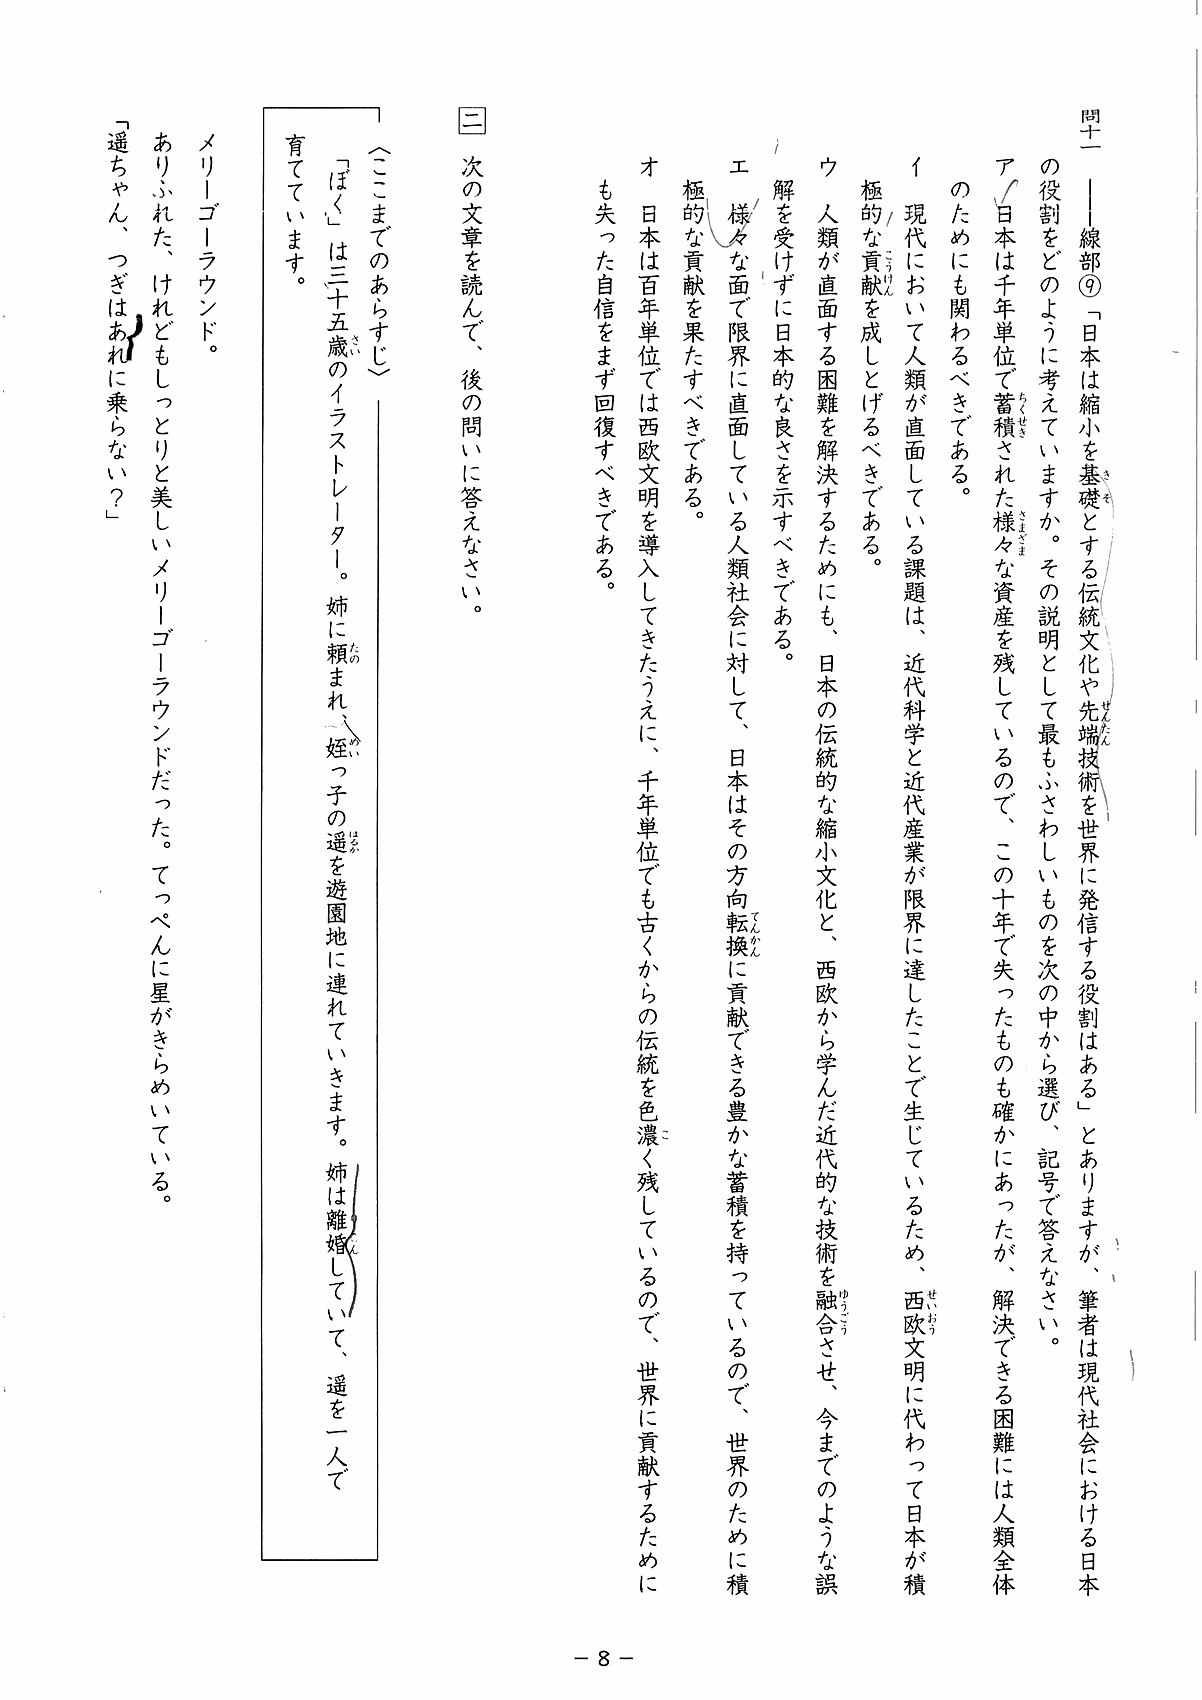 問十一　――線部⑨「日本は縮小を基礎とする伝統文化や先端技術を世界に発信する役割はある」とありますが、筆者は現代社会における日本
の役割をどのように考えていますか。その説明として最もふさわしいものを次の中から選び、記号で答えなさい。
ア　日本は千年単位で蓄積された様々な資産を残しているので、この十年で失ったものも確かにあったが、解決できる困難には人類全体
のためにも関わるべきである。
イ　現代において人類が直面している課題は、近代科学と近代産業が限界に達したことで生じているため、西欧文明に代わって日本が積
極的な貢献を成しとげるべきである。
ウ　人類が直面する困難を解決するためにも、日本の伝統的な縮小文化と、西欧から学んだ近代的な技術を融合させ、今までのような誤
解を受けずに日本的な良さを示すべきである。
エ　様々な面で限界に直面している人類社会に対して、日本はその方向転換に貢献できる豊かな蓄積を持っているので、世界のために積
極的な貢献を果たすべきである。
オ　日本は百年単位では西欧文明を導入してきたうえに、千年単位でも古くからの伝統を色濃く残しているので、世界に貢献するために
も失った自信をまず回復すべきである。
二　次の文章を読んで、後の問いに答えなさい。
〈ここまでのあらすじ〉
「ぼく」は三十五歳のイラストレーター。姉に頼まれ、姪っ子の遥を遊園地に連れていきます。姉は離婚していて、遥を一人で
育てています。
メリーゴーラウンド。
ありふれた、けれどもしっとりと美しいメリーゴーラウンドだった。てっぺんに星がきらめいている。
「遥ちゃん、つぎはあれに乗らない？」
－8－